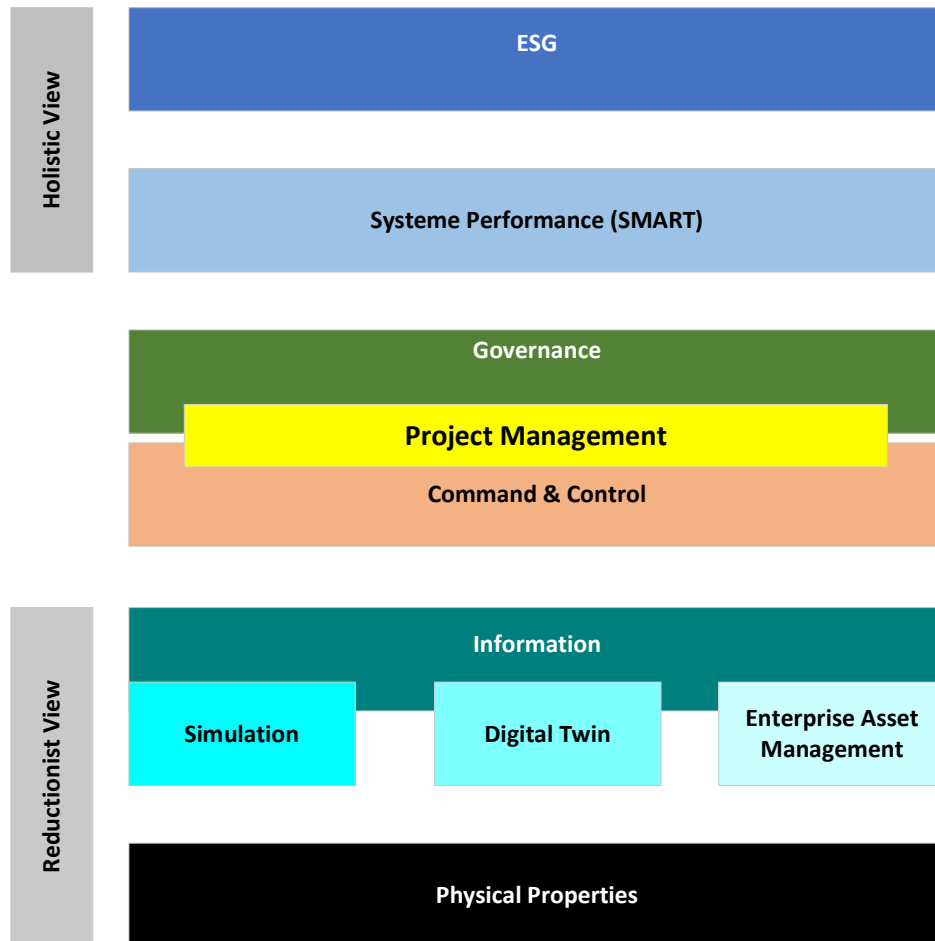 Holistic View
ESG
Systeme Performance (SMART)
Governance
Project Management
Command & Control
Reductionist View
Information
Simulation
Digital Twin
Enterprise Asset
Management
Physical Properties